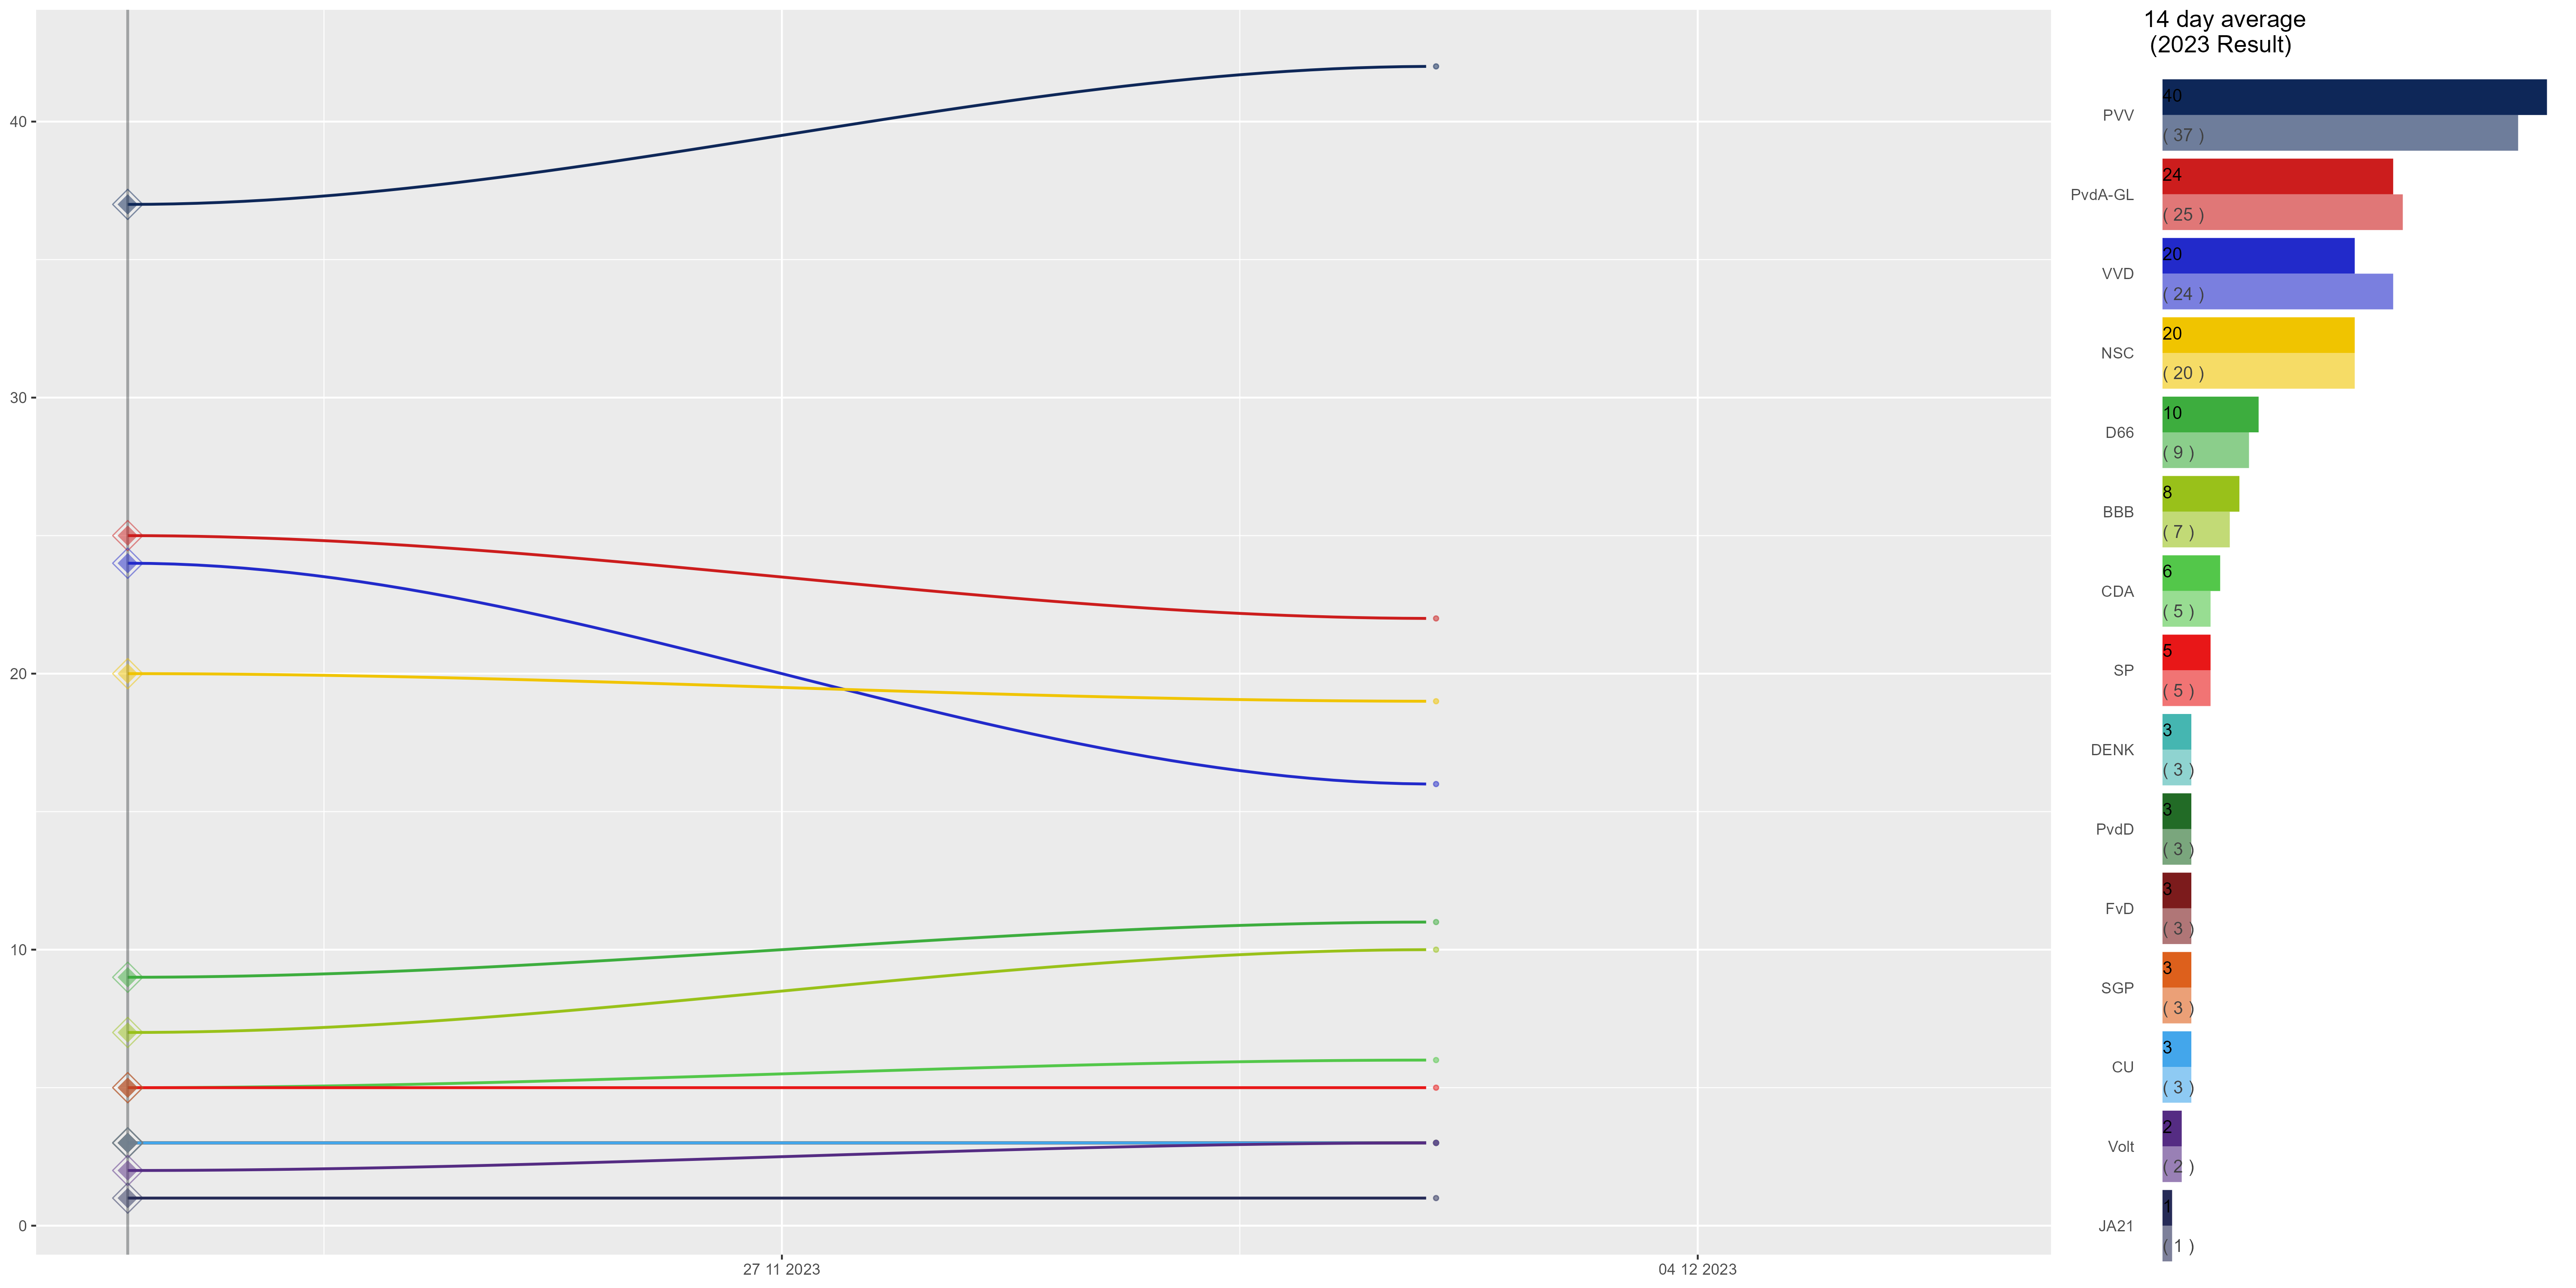 40
30
20
10
0
27 11 2023
04 12 2023
14 day average
(2023 Result)
PVV
40
( 37 )
PvdA-GL
24
( 25 )
VVD
20
( 24 )
NSC
20
( 20 )
D66
10
( 9 )
BBB
8
( 7 )
CDA
6
( 5 )
SP
5
( 5 )
DENK
3
( 3 )
PvdD
3
( 3 )
FvD
3
( 3 )
SGP
3
( 3 )
CU
3
( 3 )
Volt
2
( 2 )
JA21
1
( 1 )